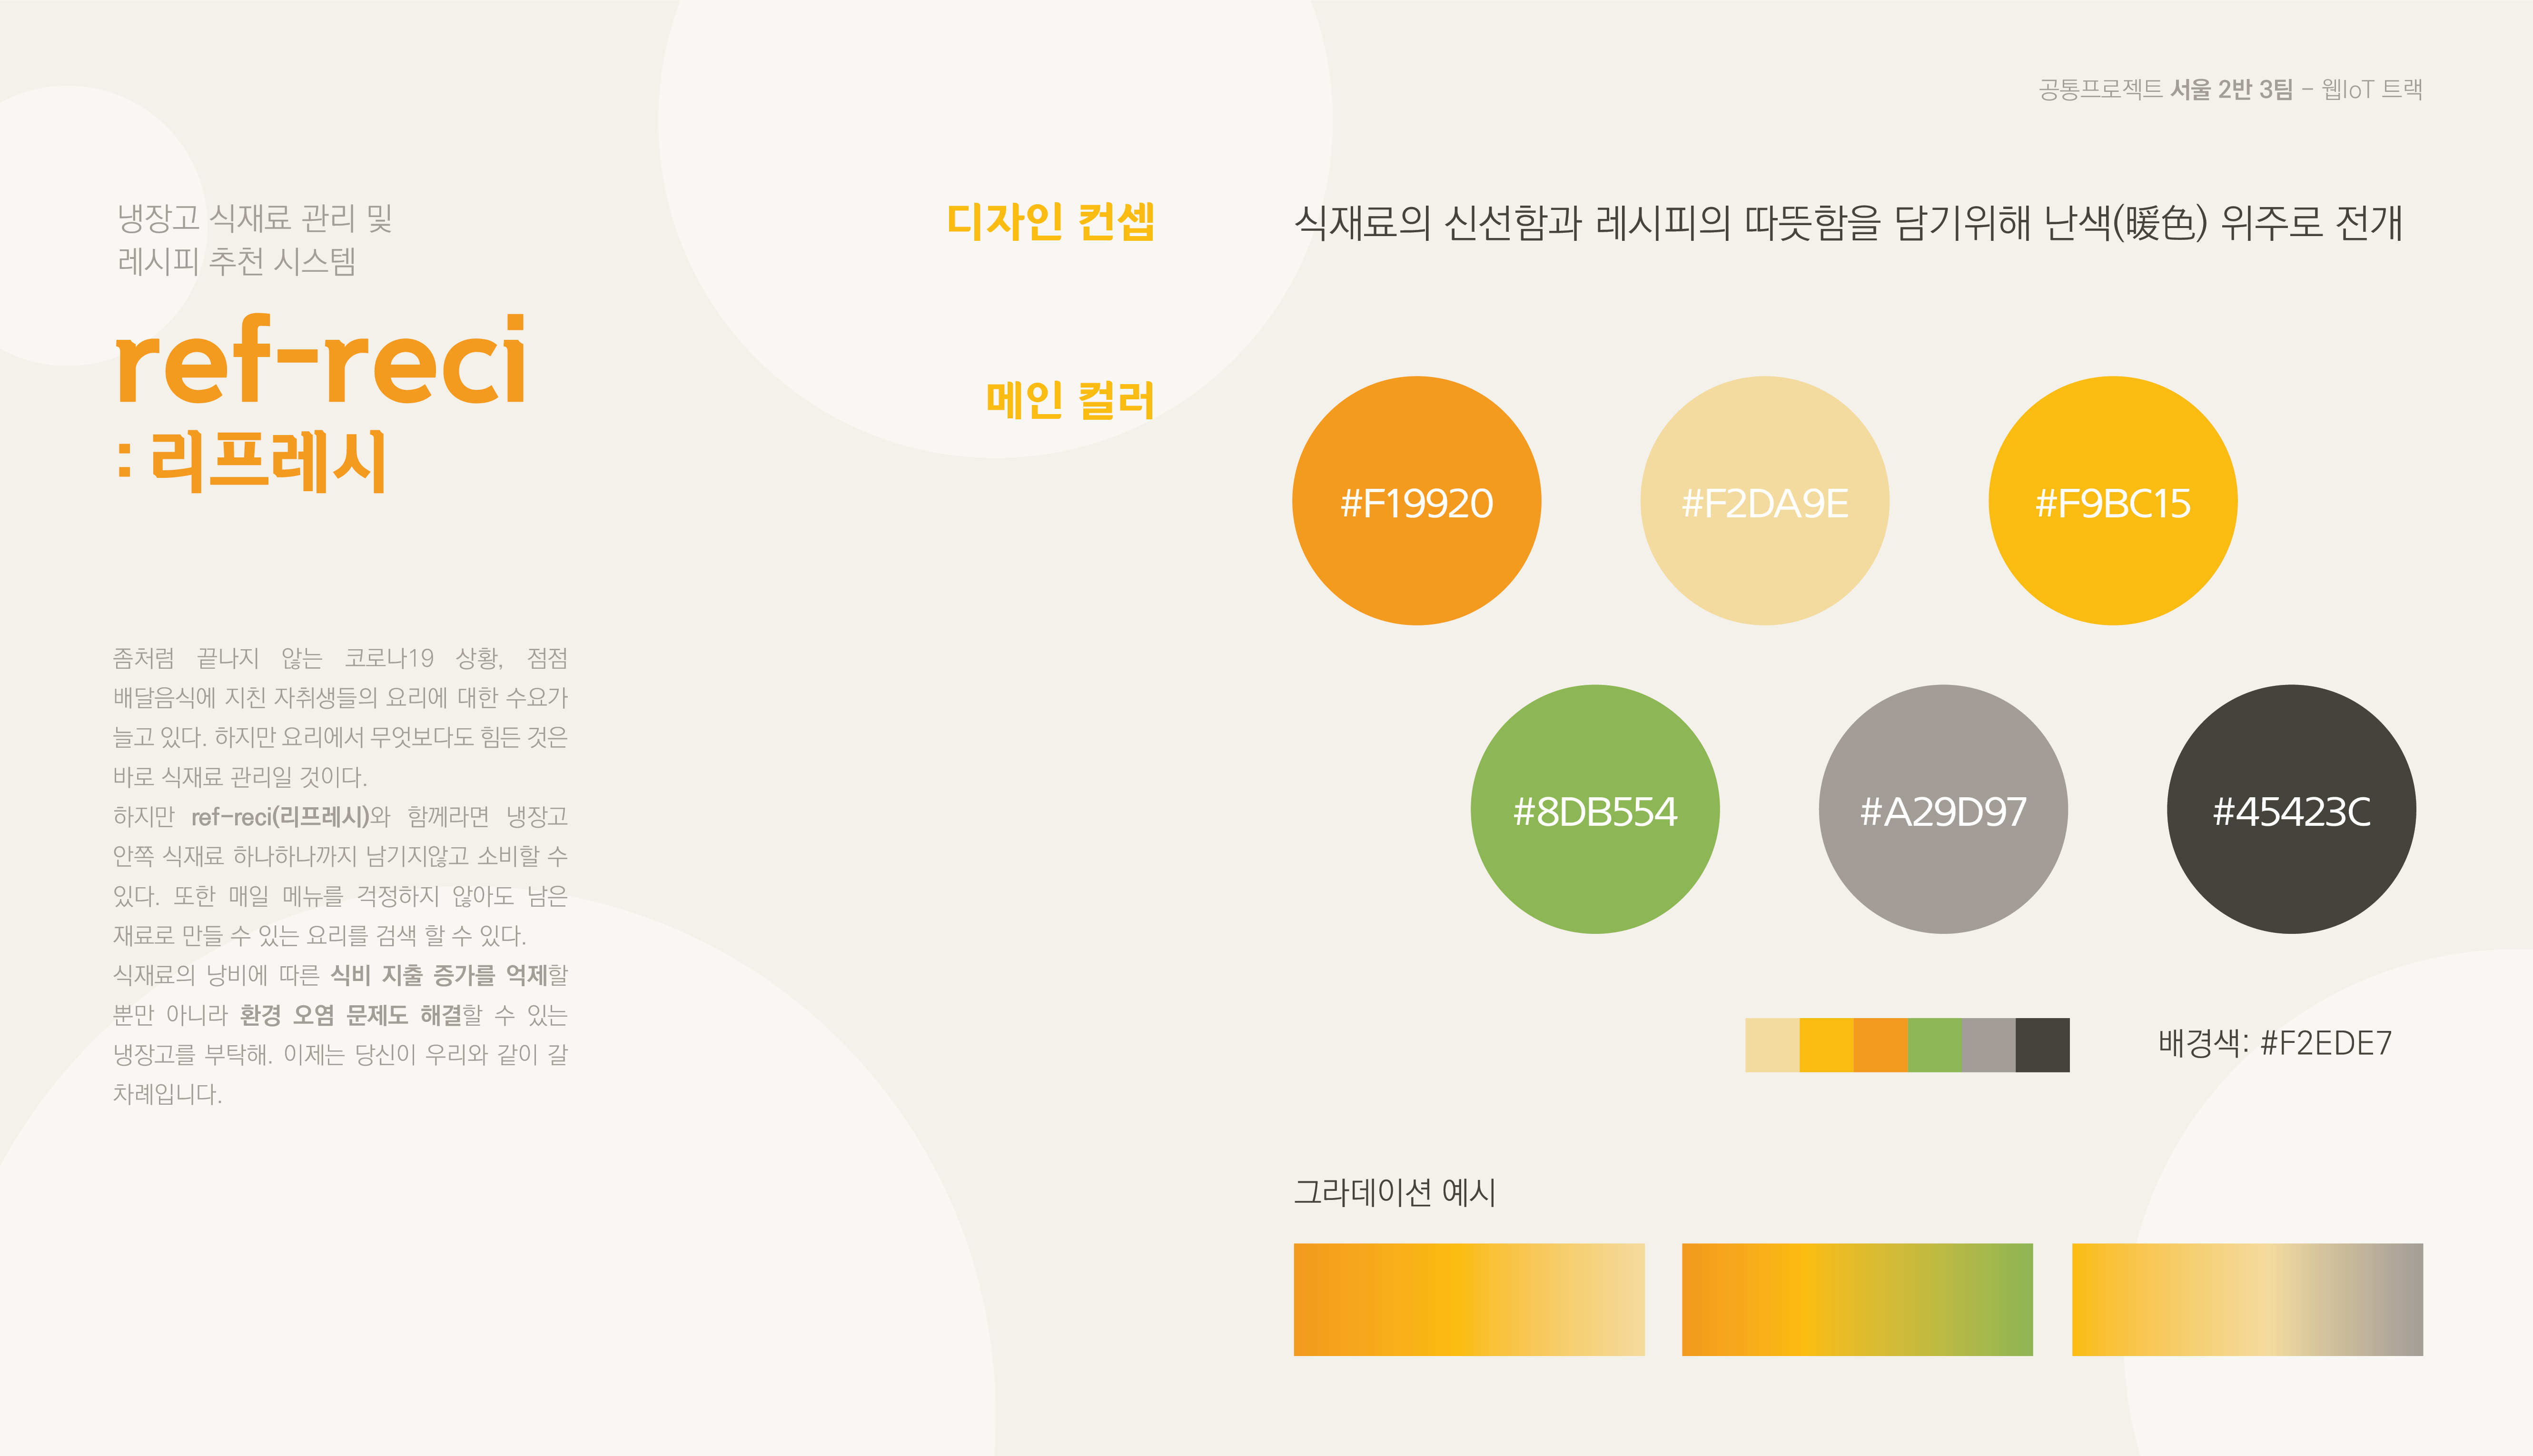 공통프로젝트 서울 2반 3팀 - 웹IoT 트랙
냉장고 식재료 관리 및
레시피 추천 시스템
ref-reci
: 리프레시
좀처럼 끝나지 않는 코로나19 상황, 점점
배달음식에 지친 자취생들의 요리에 대한 수요가
늘고 있다. 하지만 요리에서 무엇보다도 힘든 것은
바로 식재료 관리일 것이다.
하지만 ref-reci(리프레시)와 함께라면 냉장고
안쪽 식재료 하나하나까지 남기지않고 소비할 수
있다. 또한 매일 메뉴를 걱정하지 않아도 남은
재료로 만들 수 있는 요리를 검색 할 수 있다.
식재료의 낭비에 따른 식비 지출 증가를 억제할
뿐만 아니라 환경 오염 문제도 해결할 수 있는
냉장고를 부탁해. 이제는 당신이 우리와 같이 갈
차례입니다.
디자인 컨셉
식재료의 신선함과 레시피의 따뜻함을 담기위해 난색(暖色) 위주로 전개
메인 컬러
#F19920
#F2DA9E
#F9BC15
#8DB554
#A29D97
#45423C
배경색: #F2EDE7
그라데이션 예시